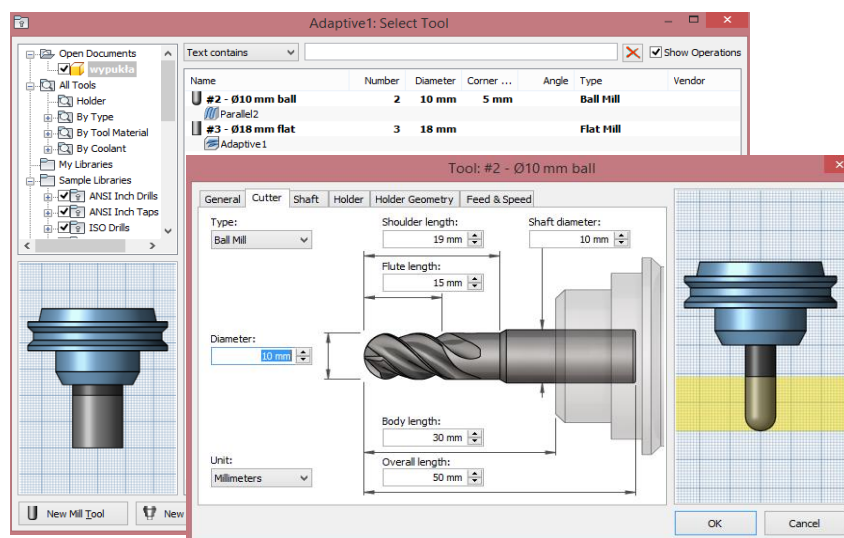 Adaptive1: Select Tool
Open Documents
wypukła
All Tools
Holder
By Type
By Tool Material
By Coolant
My Libraries
Sample Libraries
ANSI Inch Drills
ANSI Inch Taps
ISO Drills
Text contains
Show Operations
Name Number Diameter Corner ... Angle Type Vendor
#2 - Ø10 mm ball 2 10 mm 5 mm Ball Mill
Parallel2
#3 - Ø18 mm flat 3 18 mm Flat Mill
Adaptive1
Tool: #2 - Ø10 mm ball
General Cutter Shaft Holder Holder Geometry Feed & Speed
Type: Shoulder length: Shaft diameter:
Ball Mill 19 mm 10 mm
Flute length:
15 mm
Diameter:
10 mm
Body length:
30 mm
Unit: Overall length:
Millimeters 50 mm
New Mill Tool New
OK Cancel